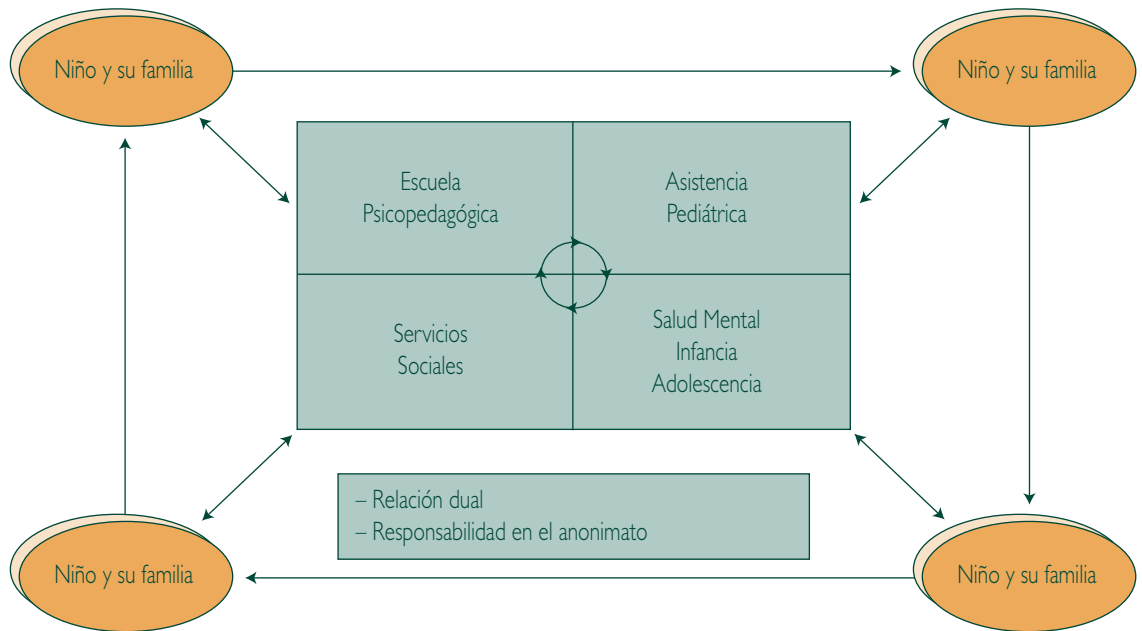 Niño y su familia
Niño y su familia
Escuela
Psicopedagógica
Asistencia
Pediátrica
Servicios
Sociales
Salud Mental
Infancia
Adolescencia
– Relación dual
– Responsabilidad en el anonimato
Niño y su familia
Niño y su familia